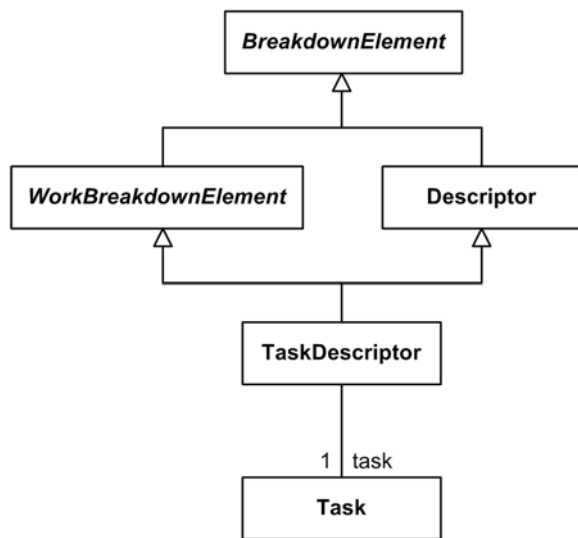 BreakdownElement
WorkBreakdownElement
Descriptor
TaskDescriptor
1 task
Task